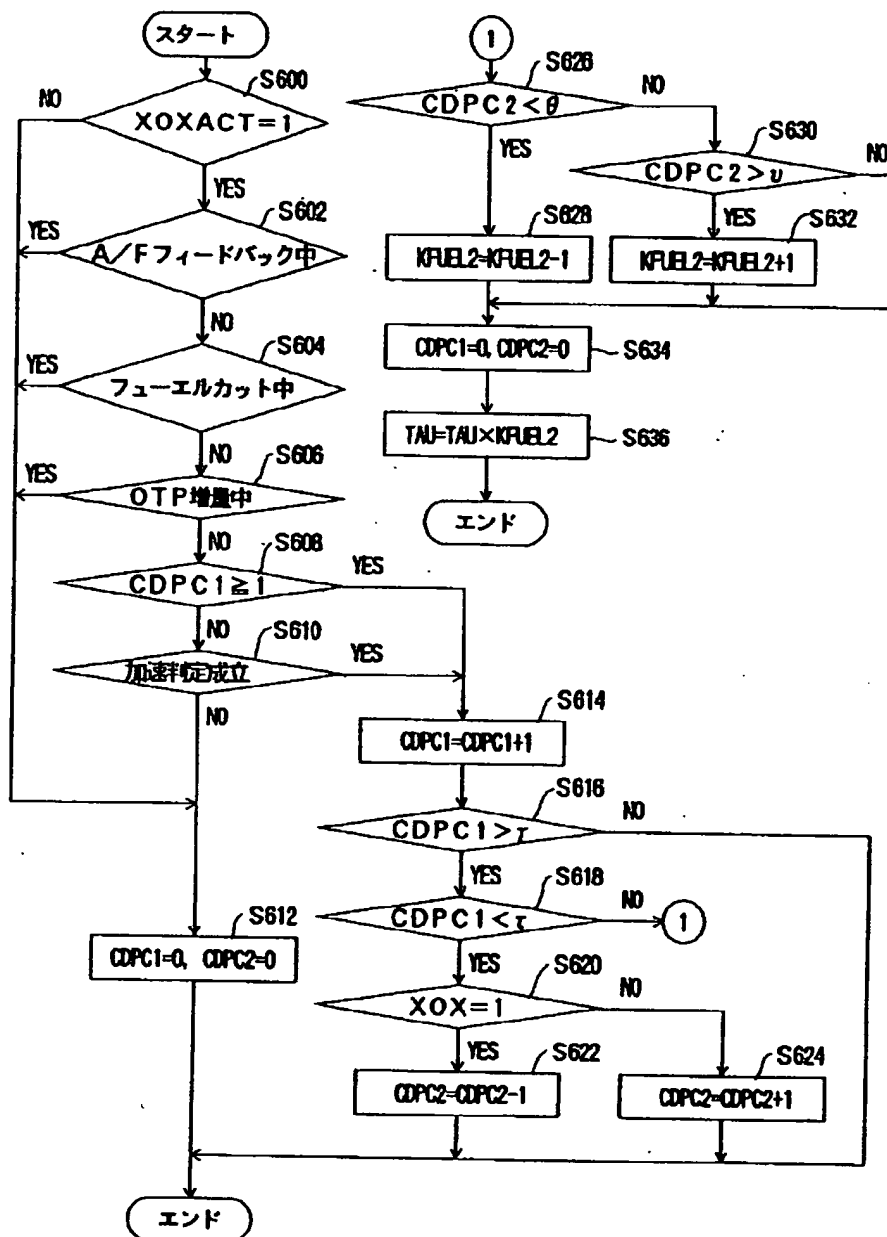 スタート
S600
XOXACT=1
NO
YES
S602
A/Fフィードバック中
YES
NO
S604
フューエルカット中
YES
NO
S606
OTP増量中
YES
NO
S608
CDPC1≧1
YES
NO
S610
加速判定成立
YES
NO
S612
CDPC1=0, CDPC2=0
エンド
S614
CDPC1=CDPC1+1
S616
CDPC1>γ
NO
YES
S618
CDPC1<τ
NO
1
YES
S620
XOX=1
NO
YES
S622
CDPC2=CDPC2-1
S624
CDPC2=CDPC2+1
1
S626
CDPC2<θ
NO
YES
S628
KFUEL2=KFUEL2-1
S630
CDPC2>υ
NO
YES
S632
KFUEL2=KFUEL2+1
CDPC1=0, CDPC2=0
S634
TAU=TAU×KFUEL2
S636
エンド